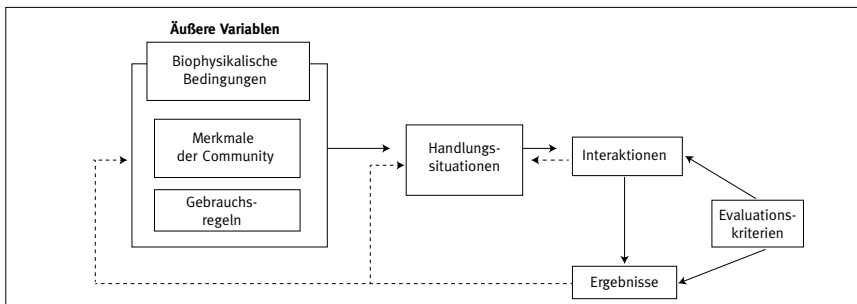 Äußere Variablen
Biophysikalische
Bedingungen
Merkmale
der Community
Gebrauchs-
regeln
Handlungs-
situationen
Interaktionen
Evaluations-
kriterien
Ergebnisse